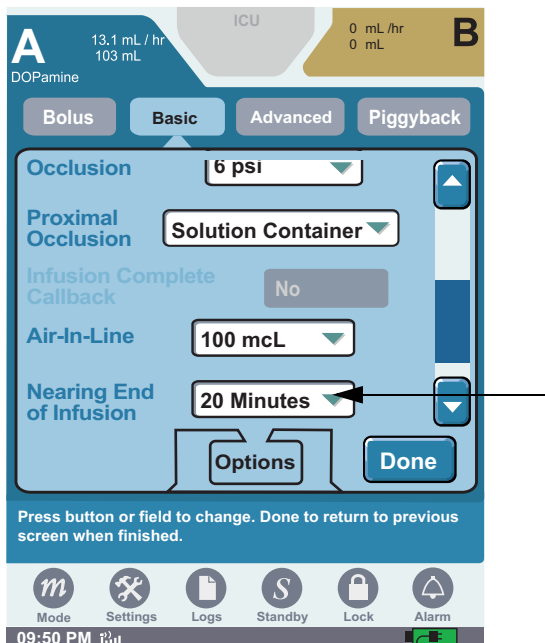 ICU
A
13.1 mL / hr
103 mL
DOPamine
0 mL /hr
0 mL
B
Bolus
Basic
Advanced
Piggyback
Occlusion
6 psi
Proximal
Occlusion
Solution Container
Infusion Complete
Callback
No
Air-In-Line
100 mcL
Nearing End
of Infusion
20 Minutes
Options
Done
Press button or field to change. Done to return to previous
screen when finished.
m
S
Mode
Settings
Logs
Standby
Lock
Alarm
09:50 PM